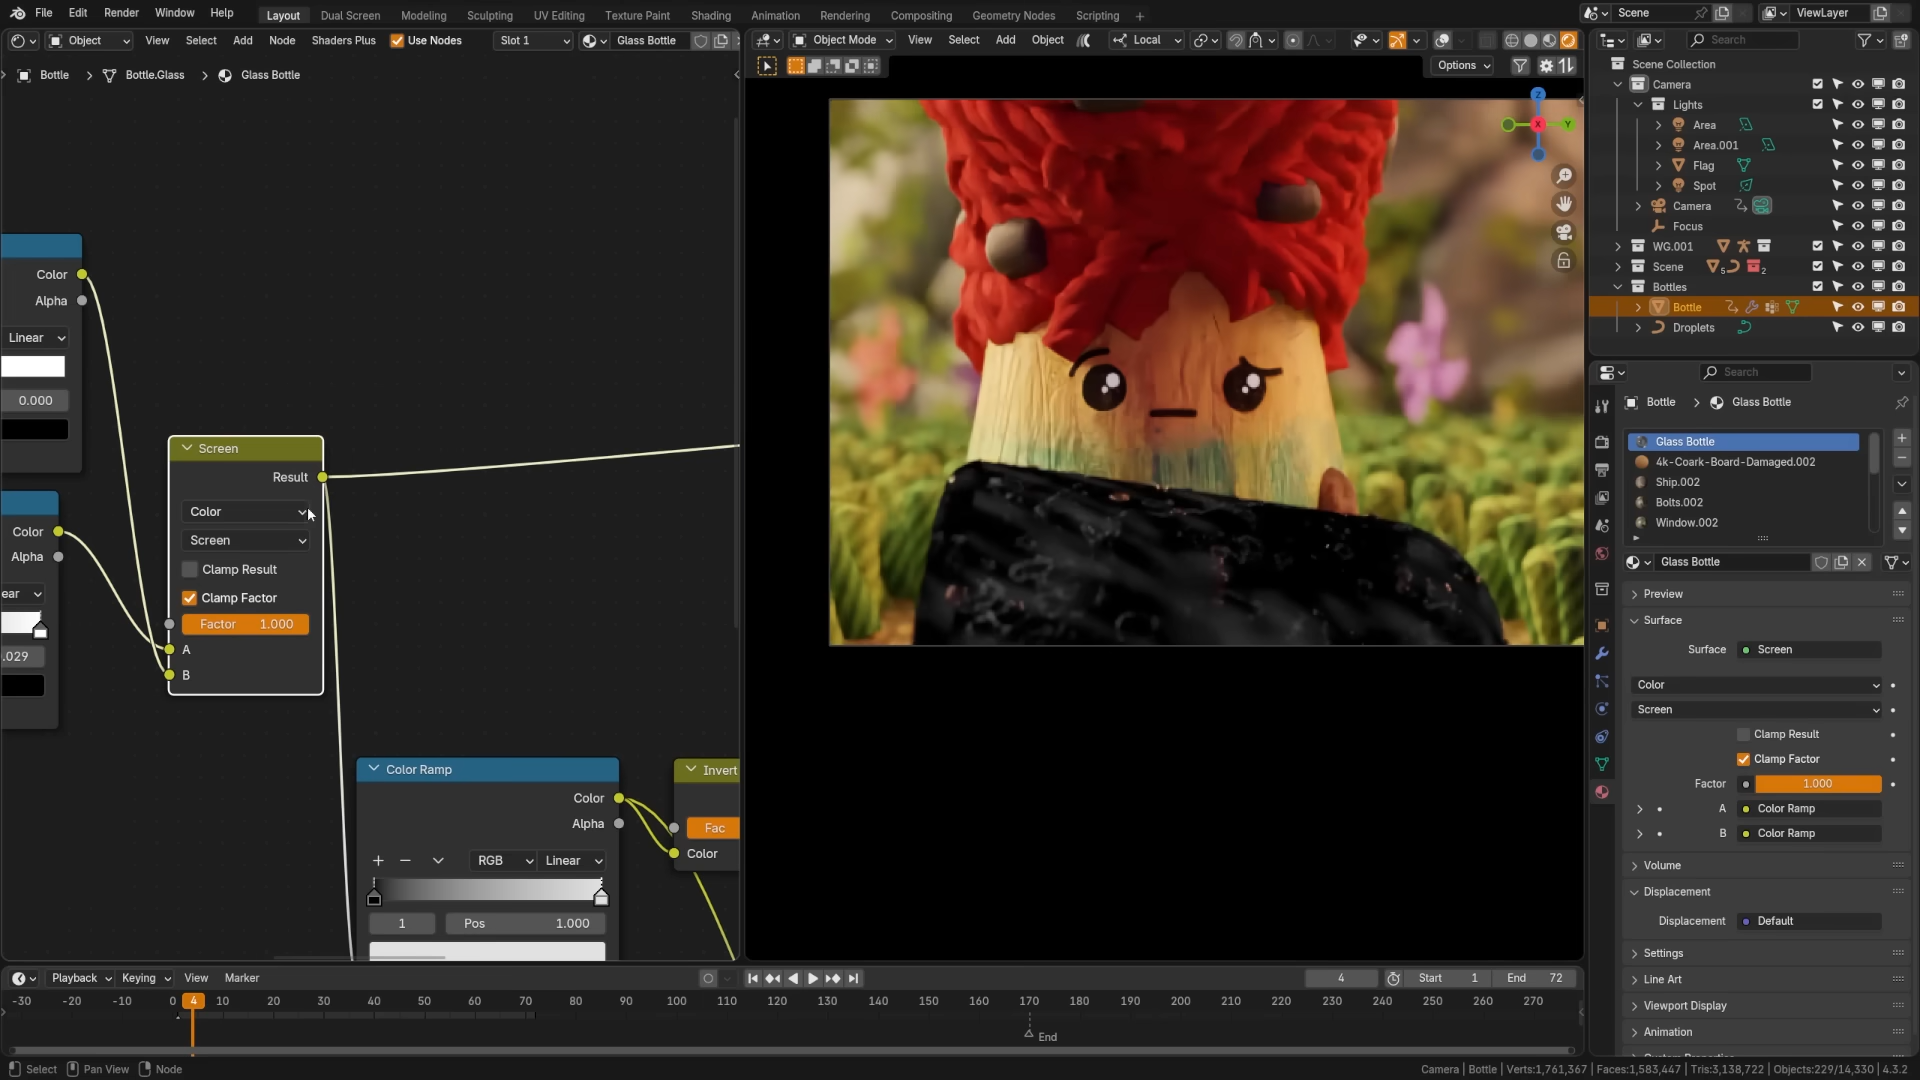 File Edit Render Window Help Layout Dual Screen Modeling Sculpting UV Editing Texture Paint Shading Animation Rendering Compositing Geometry Nodes Scripting + Scene ViewLayer
Object View Select Add Node Shaders Plus Use Nodes Slot 1 Glass Bottle Object Mode View Select Add Object Local Search
Bottle > Bottle.Glass > Glass Bottle Options
Scene Collection
Camera
Lights
Area
Area.001
Flag
Spot
Camera
Focus
WG.001
Scene 5 2
Bottles
Bottle
Droplets
Z
X Y
Color
Alpha
Linear
0.000
Color
Alpha
ear
.029
Screen
Result
Color
Screen
Clamp Result
Clamp Factor
Factor 1.000
A
B
Color Ramp
Color
Alpha
+ − RGB Linear
1 Pos 1.000
Invert
Fac
Color
Search
Bottle > Glass Bottle
Glass Bottle
4k-Coark-Board-Damaged.002
Ship.002
Bolts.002
Window.002
Glass Bottle
Preview
Surface
Surface Screen
Color
Screen
Clamp Result
Clamp Factor
Factor 1.000
A Color Ramp
B Color Ramp
Volume
Displacement
Displacement Default
Settings
Line Art
Viewport Display
Animation
Playback Keying View Marker 4 Start 1 End 72
-30 -20 -10 0 4 10 20 30 40 50 60 70 80 90 100 110 120 130 140 150 160 170 180 190 200 210 220 230 240 250 260 270
End
Select Pan View Node Camera | Bottle | Verts:1,761,367 | Faces:1,583,447 | Tris:3,138,722 | Objects:229/14,330 | 4.3.2